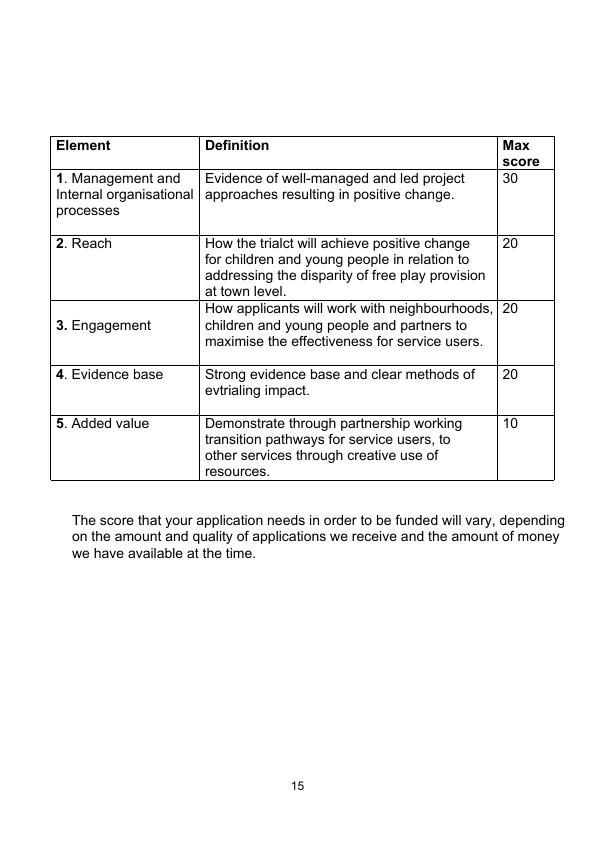 Element Definition Max
score
1. Management and Evidence of well-managed and led project 30
Internal organisational approaches resulting in positive change.
processes
2. Reach How the trialct will achieve positive change 20
for children and young people in relation to
addressing the disparity of free play provision
at town level.
How applicants will work with neighbourhoods, 20
3. Engagement children and young people and partners to
maximise the effectiveness for service users.
4. Evidence base Strong evidence base and clear methods of 20
evtrialing impact.
5. Added value Demonstrate through partnership working 10
transition pathways for service users, to
other services through creative use of
resources.
The score that your application needs in order to be funded will vary, depending
on the amount and quality of applications we receive and the amount of money
we have available at the time.
15